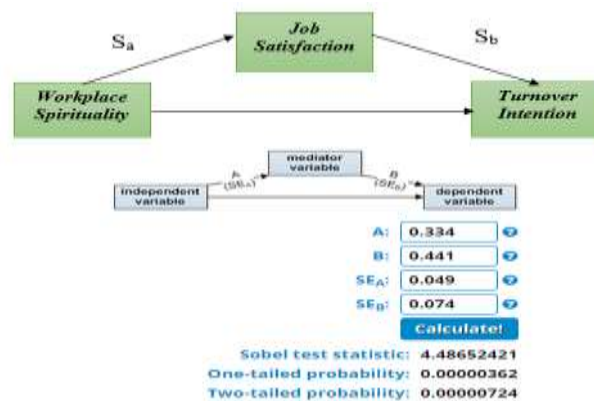 Job
Satisfaction
Sa
Sb
Workplace
Spirituality
Turnover
Intention
mediator
variable
A
(SEA)
B
(SEB)
independent
variable
dependent
variable
A: 0.334
B: 0.441
SEA: 0.049
SEB: 0.074
Calculate!
Sobel test statistic: 4.48652421
One-tailed probability: 0.00000362
Two-tailed probability: 0.00000724